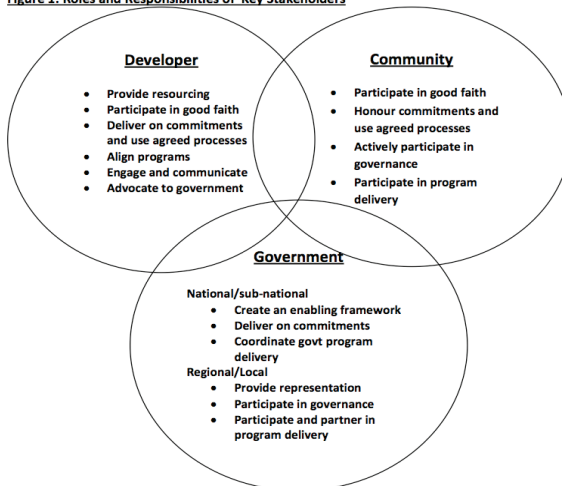 Figure 1: Roles and Responsibilities of Key Stakeholders
Developer
• Provide resourcing
• Participate in good faith
• Deliver on commitments
and use agreed processes
• Align programs
• Engage and communicate
• Advocate to government
Community
• Participate in good faith
• Honour commitments and
use agreed processes
• Actively participate in
governance
• Participate in program
delivery
Government
National/sub-national
• Create an enabling framework
• Deliver on commitments
• Coordinate govt program
delivery
Regional/Local
• Provide representation
• Participate in governance
• Participate and partner in
program delivery